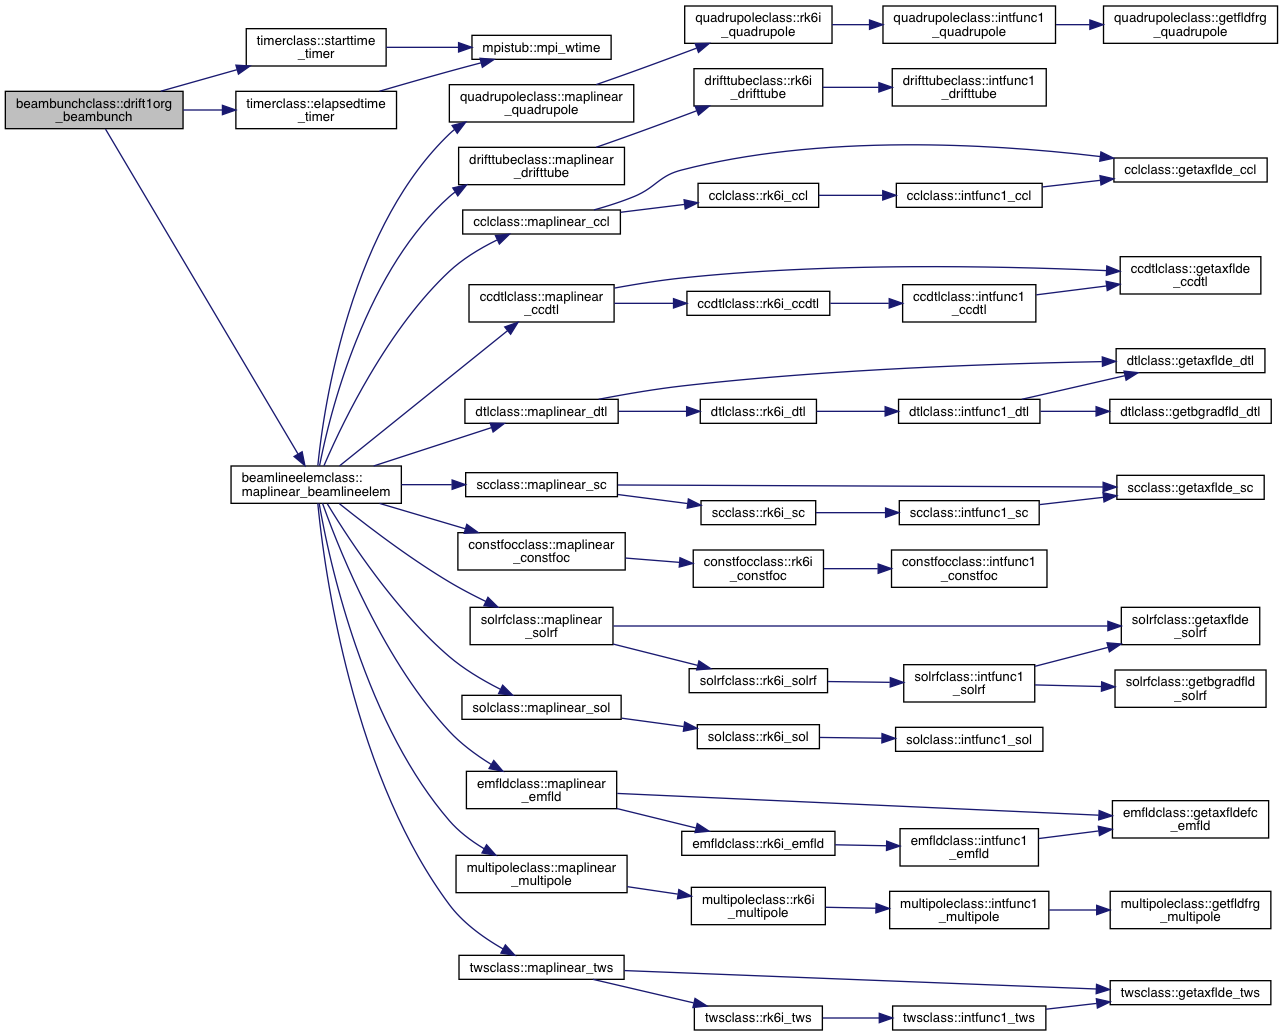 beambunchclass::drift1org
_beambunch
timerclass::starttime
_timer
timerclass::elapsedtime
_timer
mpistub::mpi_wtime
beamlineelemclass::
maplinear_beamlineelem
quadrupoleclass::maplinear
_quadrupole
quadrupoleclass::rk6i
_quadrupole
quadrupoleclass::intfunc1
_quadrupole
quadrupoleclass::getfldfrg
_quadrupole
drifttubeclass::maplinear
_drifttube
drifttubeclass::rk6i
_drifttube
drifttubeclass::intfunc1
_drifttube
cclclass::maplinear_ccl
cclclass::rk6i_ccl
cclclass::intfunc1_ccl
cclclass::getaxflde_ccl
ccdtlclass::maplinear
_ccdtl
ccdtlclass::rk6i_ccdtl
ccdtlclass::intfunc1
_ccdtl
ccdtlclass::getaxflde
_ccdtl
dtlclass::maplinear_dtl
dtlclass::rk6i_dtl
dtlclass::intfunc1_dtl
dtlclass::getaxflde_dtl
dtlclass::getbgradfld_dtl
scclass::maplinear_sc
scclass::rk6i_sc
scclass::intfunc1_sc
scclass::getaxflde_sc
constfocclass::maplinear
_constfoc
constfocclass::rk6i
_constfoc
constfocclass::intfunc1
_constfoc
solrfclass::maplinear
_solrf
solrfclass::rk6i_solrf
solrfclass::intfunc1
_solrf
solrfclass::getaxflde
_solrf
solrfclass::getbgradfld
_solrf
solclass::maplinear_sol
solclass::rk6i_sol
solclass::intfunc1_sol
emfldclass::maplinear
_emfld
emfldclass::rk6i_emfld
emfldclass::intfunc1
_emfld
emfldclass::getaxfldefc
_emfld
multipoleclass::maplinear
_multipole
multipoleclass::rk6i
_multipole
multipoleclass::intfunc1
_multipole
multipoleclass::getfldfrg
_multipole
twsclass::maplinear_tws
twsclass::rk6i_tws
twsclass::intfunc1_tws
twsclass::getaxflde_tws